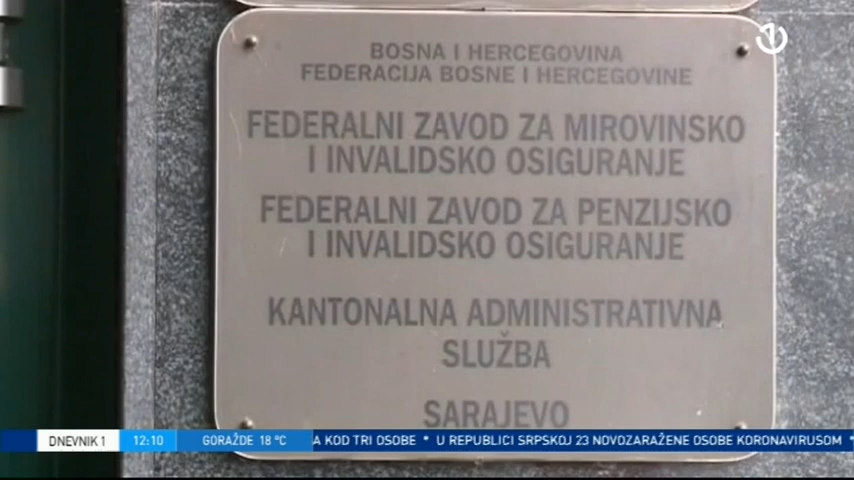 BOSNA I HERCEGOVINA
FEDERACIJA BOSNE I HERCEGOVINE
FEDERALNI ZAVOD ZA MIROVINSKO
I INVALIDSKO OSIGURANJE
FEDERALNI ZAVOD ZA PENZIJSKO
I INVALIDSKO OSIGURANJE
KANTONALNA ADMINISTRATIVNA
SLUŽBA
SARAJEVO
DNEVNIK 1 12:10 GORAŽDE 18 °C A KOD TRI OSOBE * U REPUBLICI SRPSKOJ 23 NOVOZARAŽENE OSOBE KORONAVIRUSOM *